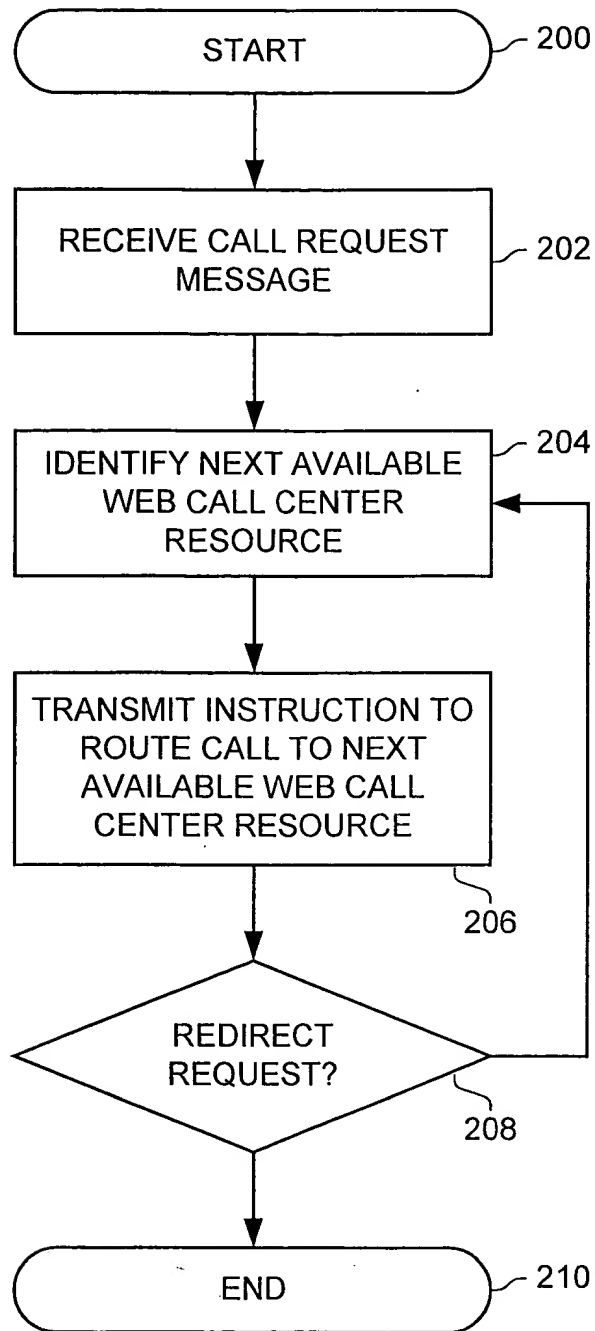 START
200
RECEIVE CALL REQUEST
MESSAGE
202
IDENTIFY NEXT AVAILABLE
WEB CALL CENTER
RESOURCE
204
TRANSMIT INSTRUCTION TO
ROUTE CALL TO NEXT
AVAILABLE WEB CALL
CENTER RESOURCE
206
REDIRECT
REQUEST?
208
END
210